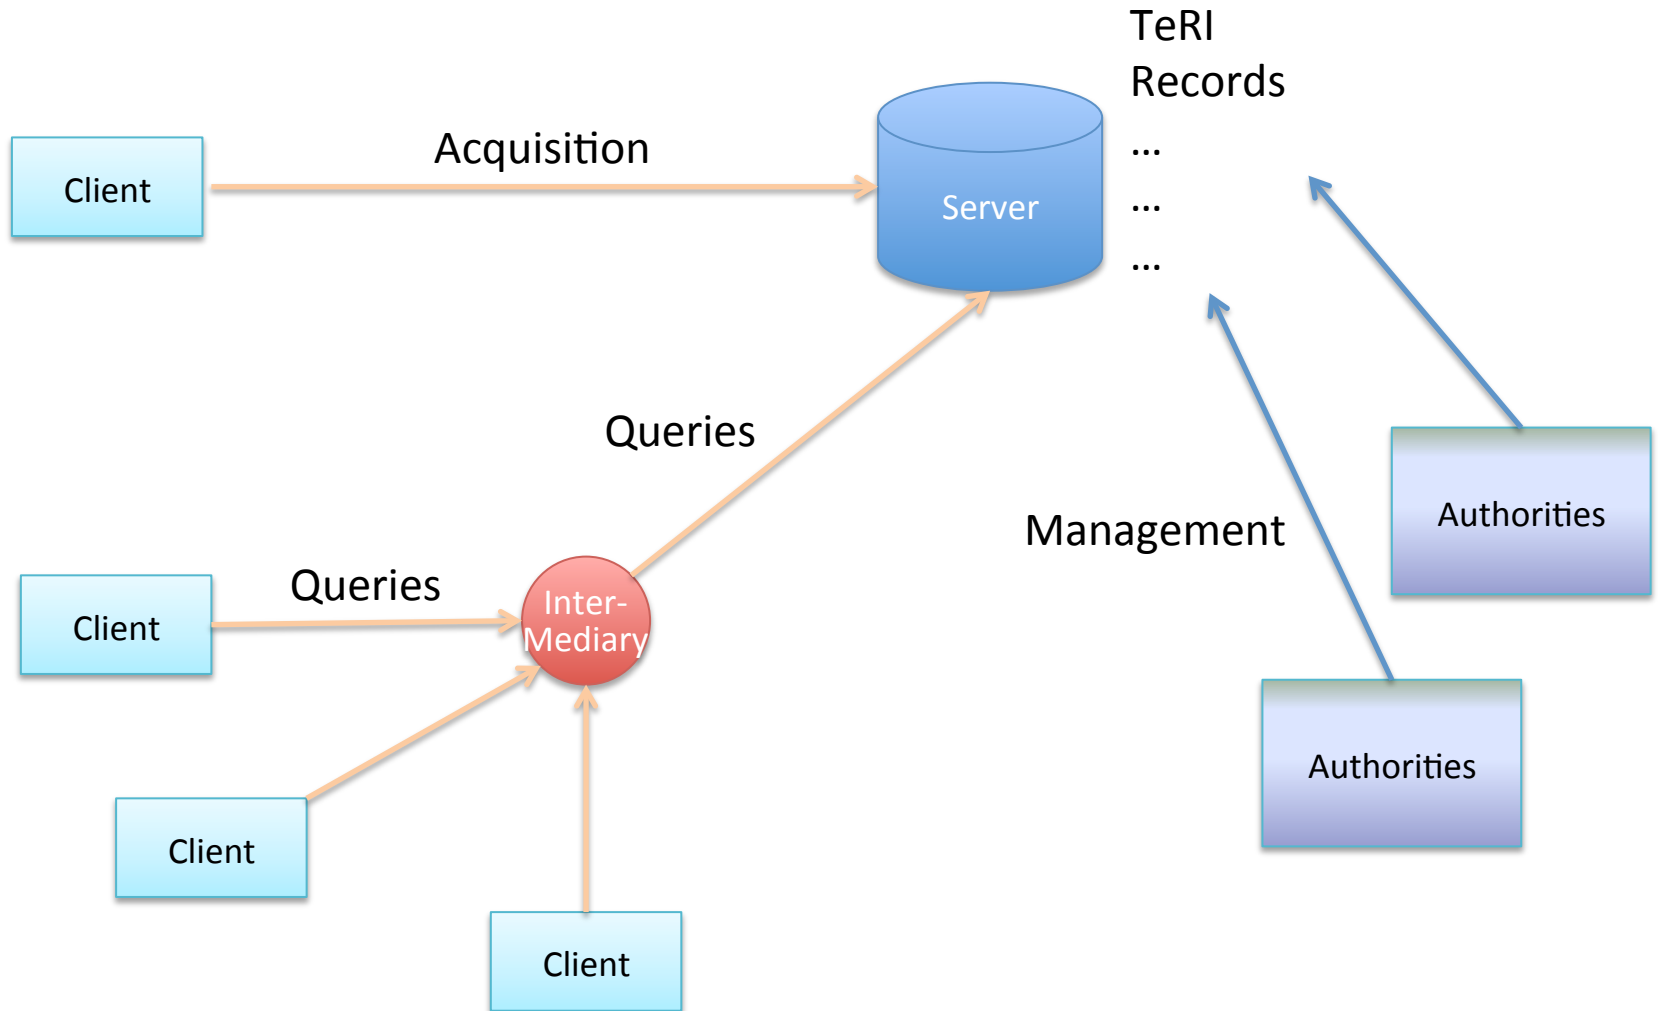 TeRI
Records
...
...
...
Acquisition
Client
Server
Queries
Management
Authorities
Queries
Client
Inter-
Mediary
Authorities
Client
Client